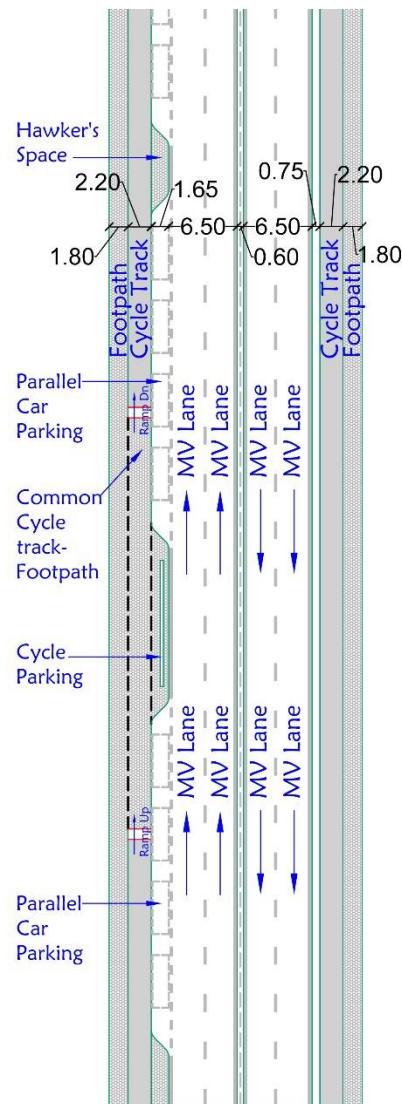 Hawker's
Space
2.20
1.65
0.75
2.20
1.80
6.50
6.50
0.60
1.80
Footpath
Cycle Track
Cycle Track
Footpath
Parallel
Car
Parking
Ramp Dn
MV Lane
MV Lane
MV Lane
MV Lane
Common
Cycle
track-
Footpath
Cycle
Parking
MV Lane
MV Lane
MV Lane
MV Lane
Ramp Up
Parallel
Car
Parking